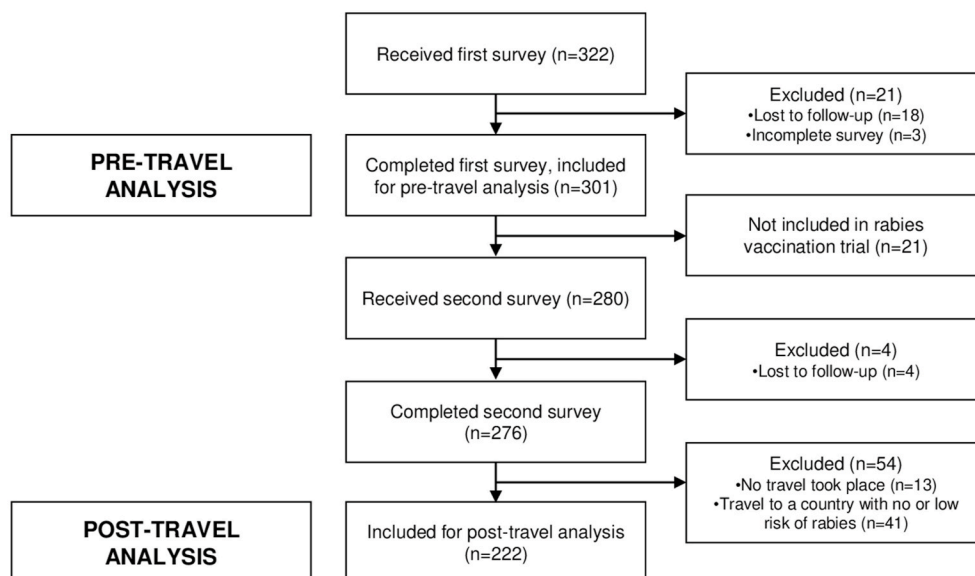 Received first survey (n=322)
Excluded (n=21)
•Lost to follow-up (n=18)
•Incomplete survey (n=3)
PRE-TRAVEL
ANALYSIS
Completed first survey, included
for pre-travel analysis (n=301)
Not included in rabies
vaccination trial (n=21)
Received second survey (n=280)
Excluded (n=4)
•Lost to follow-up (n=4)
Completed second survey
(n=276)
Excluded (n=54)
•No travel took place (n=13)
•Travel to a country with no or low
risk of rabies (n=41)
POST-TRAVEL
ANALYSIS
Included for post-travel analysis
(n=222)